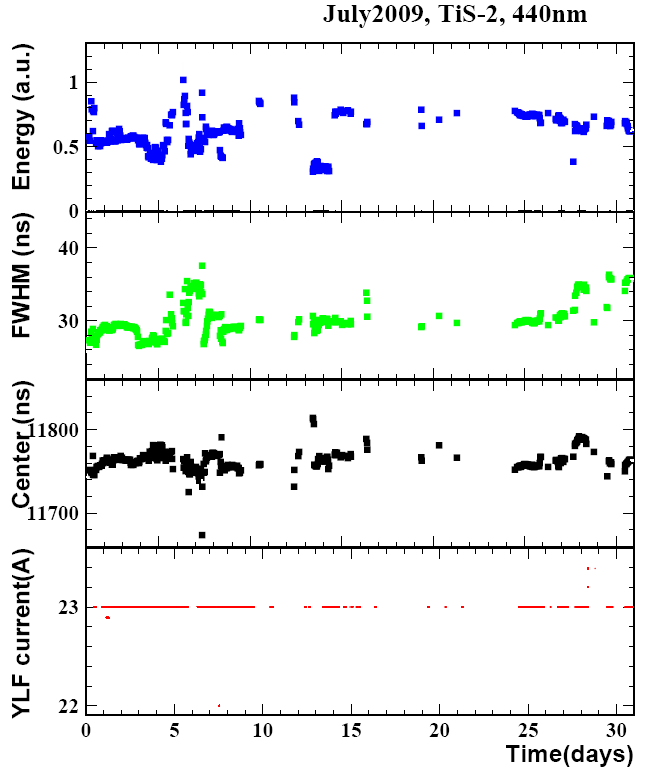 July2009, TiS-2, 440nm
Energy (a.u.)
1
0.5
0
FWHM (ns)
40
30
Center (ns)
11800
11700
YLF current(A)
23
22
0 5 10 15 20 25 30
Time(days)